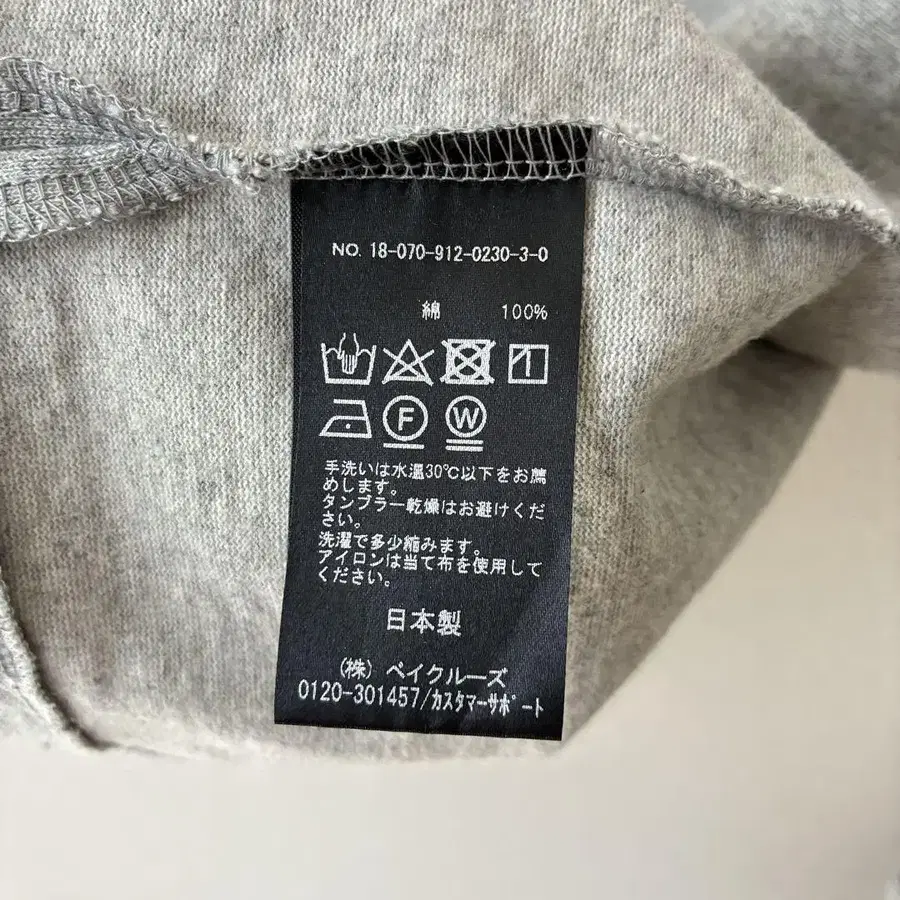 NO. 18-070-912-0230-3-0
綿 100%
F W
手洗いは水温30℃以下をお薦
めします。
タンブラー乾燥はお避けくだ
さい。
洗濯で多少縮みます。
アイロンは当て布を使用して
ください。
日本製
(株) ベイクルーズ
0120-301457/カスタマーサポート